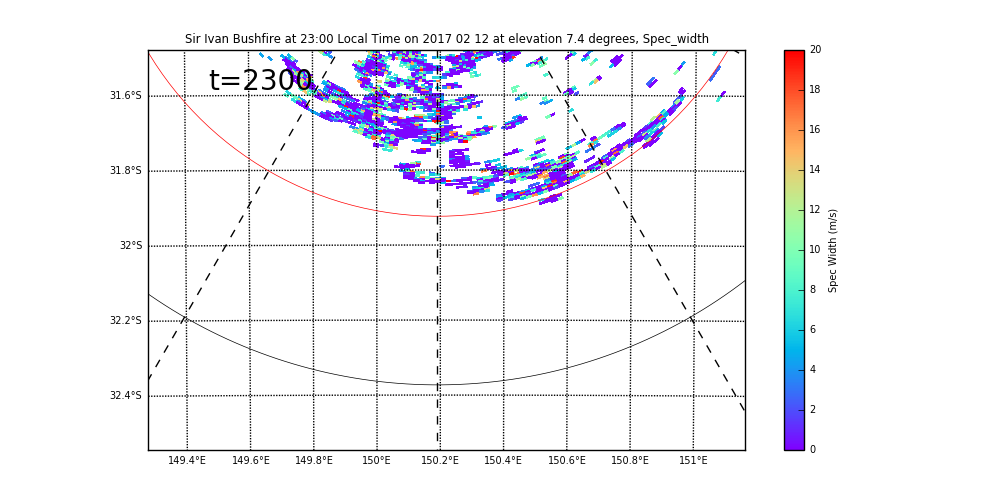 Sir Ivan Bushfire at 23:00 Local Time on 2017 02 12 at elevation 7.4 degrees, Spec_width
t=2300
31.6°S
31.8°S
32°S
32.2°S
32.4°S
149.4°E 149.6°E 149.8°E 150°E 150.2°E 150.4°E 150.6°E 150.8°E 151°E
20
18
16
14
12
10
8
6
4
2
0
Spec Width (m/s)